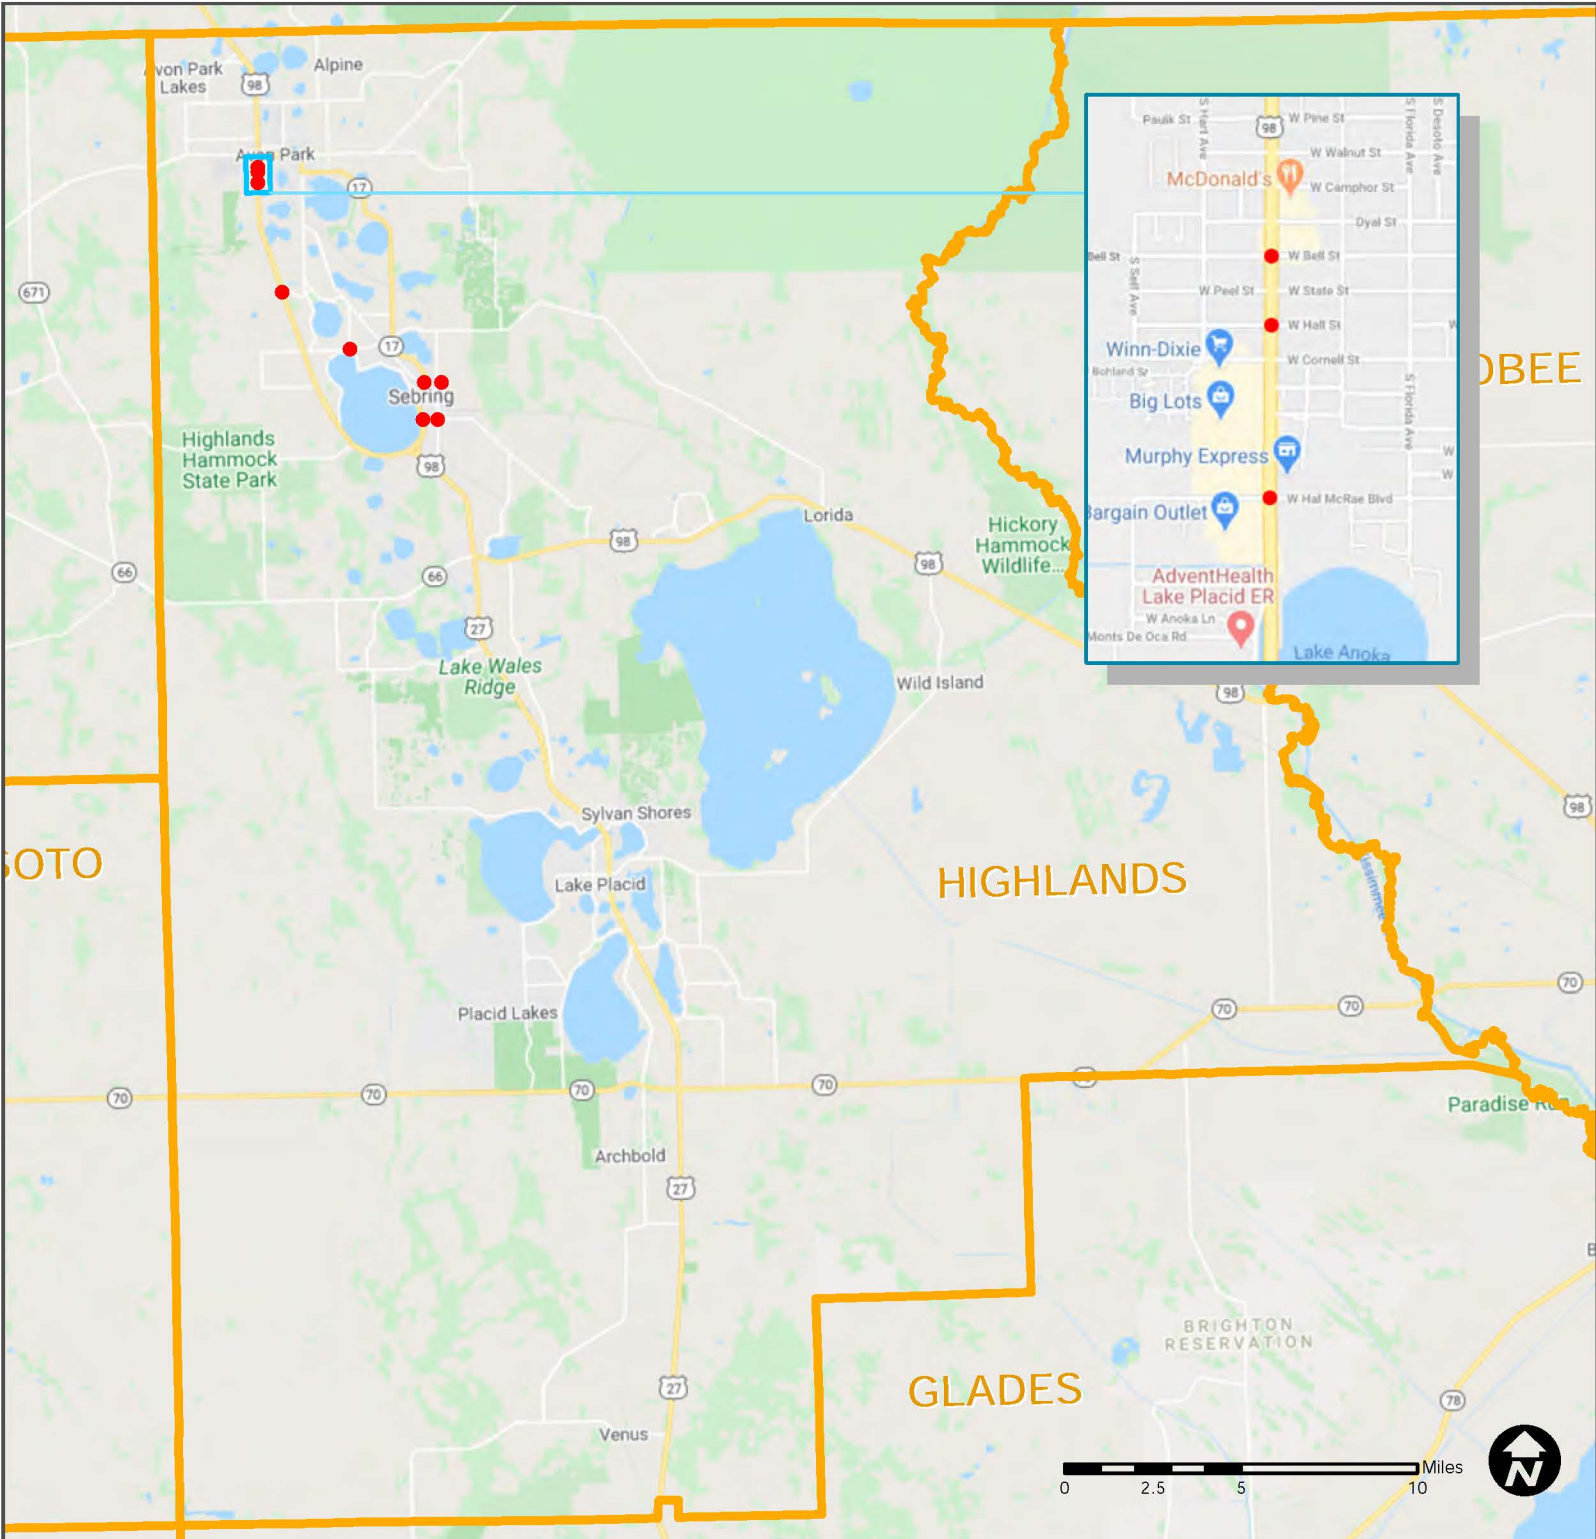 Avon Park
Lakes
Alpine
98
Avon Park
17
671
17
Sebring
Highlands
Hammock
State Park
98
Lorida
98
98
Hickory
Hammock
Wildlife...
66
66
27
Lake Wales
Ridge
Wild Island
98
98
Sylvan Shores
SOTO
HIGHLANDS
Lake Placid
70
70
70
Placid Lakes
70
70
70
70
Paradise Run
Archbold
27
BRIGHTON
RESERVATION
GLADES
27
78
Venus
Miles
0
2.5
5
10
N
OBEE
Paulk St
S Hart Ave
98
W Pine St
S Florida Ave
S Desoto Ave
W Walnut St
McDonald's
W Camphor St
Dyal St
Bell St
S Self Ave
W Bell St
W Peel St
W State St
W Hall St
W
Winn-Dixie
W Cornell St
Bohland Sr
Big Lots
S Florida Ave
Murphy Express
W
W
Bargain Outlet
W Hal McRae Blvd
AdventHealth
Lake Placid ER
W Anoka Ln
Monts De Oca Rd
Lake Anoka